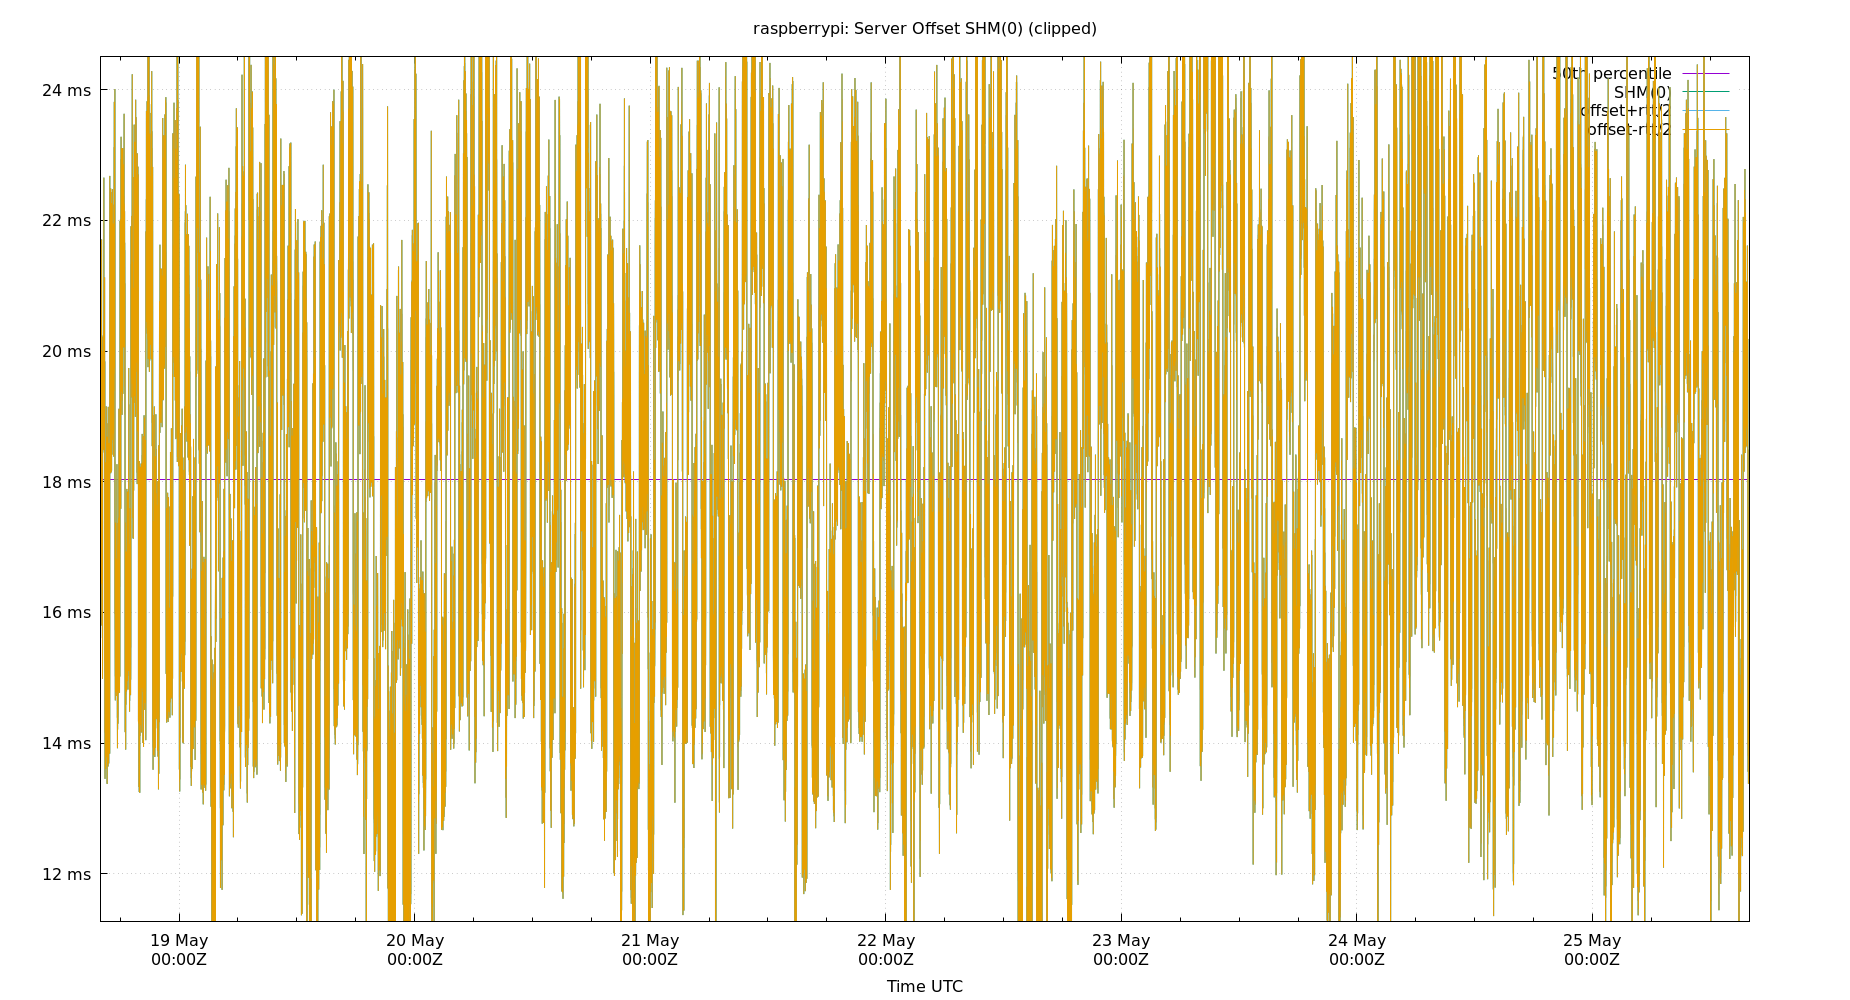 raspberrypi: Server Offset SHM(0) (clipped)
50th percentile
SHM(0)
offset+rtt/2
offset-rtt/2
24 ms
22 ms
20 ms
18 ms
16 ms
14 ms
12 ms
19 May 20 May 21 May 22 May 23 May 24 May 25 May
00:00Z 00:00Z 00:00Z 00:00Z 00:00Z 00:00Z 00:00Z
Time UTC